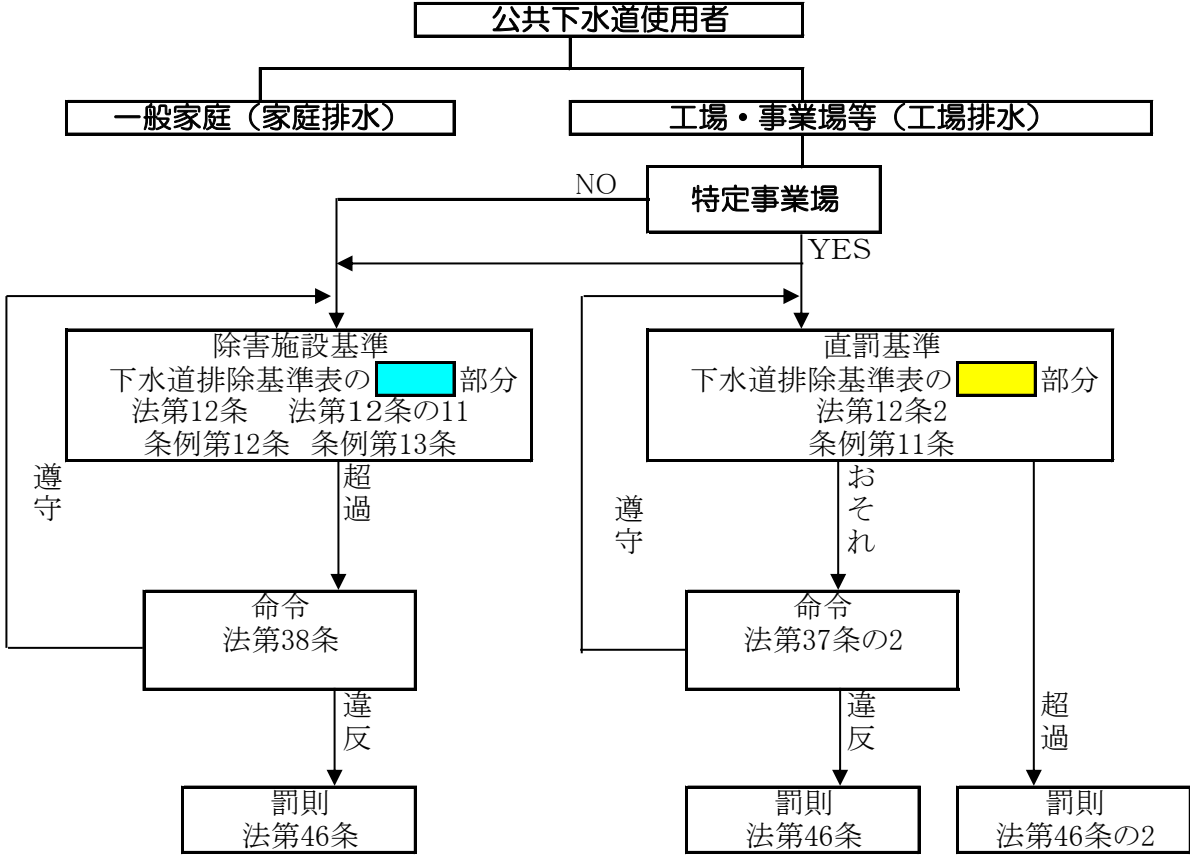 公共下水道使用者
一般家庭（家庭排水）
工場・事業場等（工場排水）
特定事業場
NO
YES
除害施設基準
下水道排除基準表の 部分
法第12条 法第１２条の11
条例第12条 条例第13条
直罰基準
下水道排除基準表の 部分
法第12条2
条例第11条
遵守
超過
遵守
おそれ
超過
命令
法第38条
命令
法第37条の2
違反
違反
罰則
法第46条
罰則
法第46条
罰則
法第46条の2